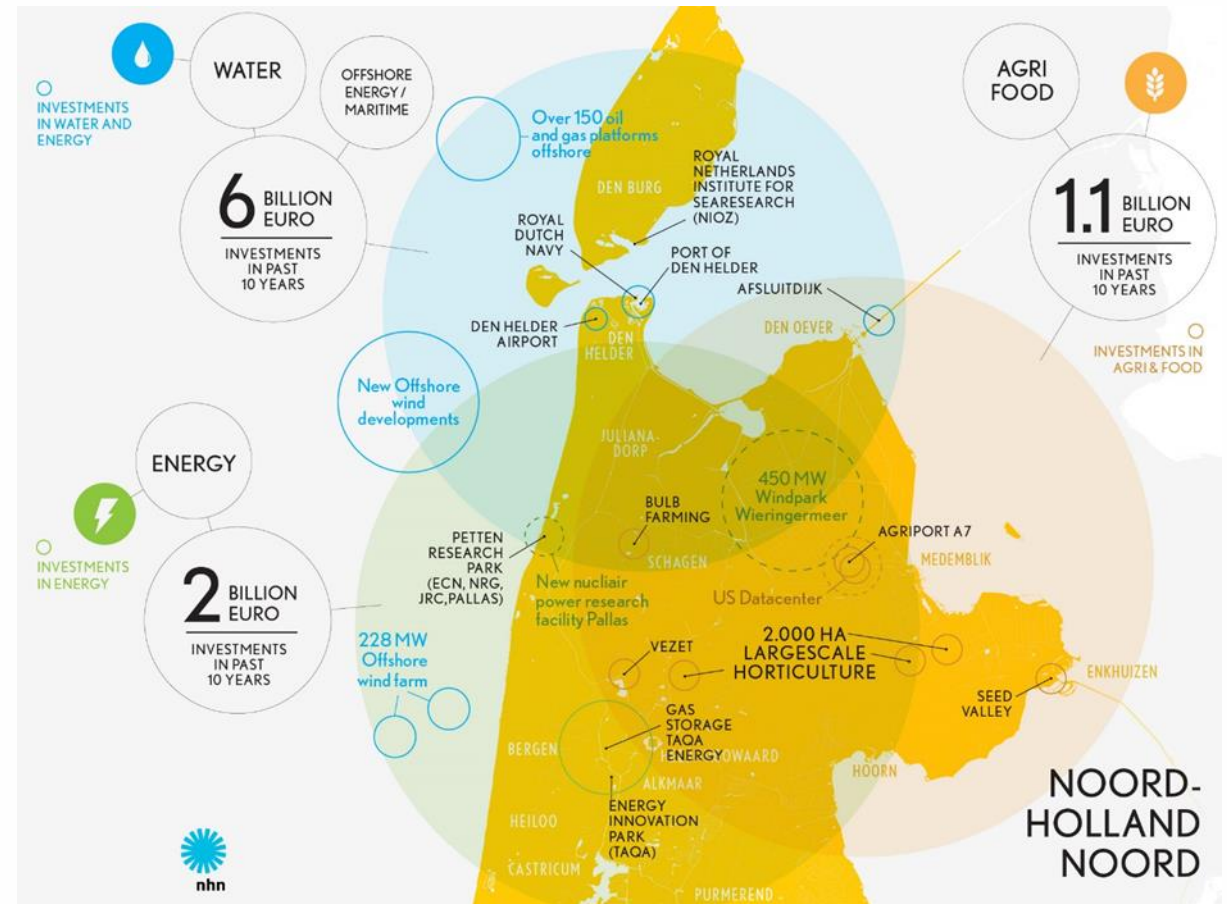 WATER
OFFSHORE
ENERGY /
MARITIME
INVESTMENTS
IN WATER AND
ENERGY
6 BILLION
EURO
INVESTMENTS
IN PAST
10 YEARS
Over 150 oil
and gas platforms
offshore
DEN BURG
ROYAL
NETHERLANDS
INSTITUTE FOR
SEARESEARCH
(NIOZ)
ROYAL
DUTCH
NAVY
PORT OF
DEN HELDER
AFSLUITDIJK
DEN HELDER
AIRPORT
DEN
HELDER
DEN OEVER
AGRI
FOOD
1.1 BILLION
EURO
INVESTMENTS
IN PAST
10 YEARS
INVESTMENTS IN
AGRI & FOOD
New Offshore
wind
developments
JULIANA-
DORP
450 MW
Windpark
Wieringermeer
ENERGY
INVESTMENTS
IN ENERGY
2 BILLION
EURO
INVESTMENTS
IN PAST
10 YEARS
BULB
FARMING
SCHAGEN
AGRIPORT A7
MEDEMBLIK
PETTEN
RESEARCH
PARK
(ECN, NRG,
JRC,PALLAS)
New nucliair
power research
facility Pallas
US Datacenter
228 MW
Offshore
wind farm
VEZET
2.000 HA
LARGESCALE
HORTICULTURE
SEED
VALLEY
ENKHUIZEN
GAS
STORAGE
TAQA
ENERGY
BERGEN
OWAARD
ALKMAAR
HOORN
ENERGY
INNOVATION
PARK
(TAQA)
HEILOO
CASTRICUM
PURMEREND
NOORD-
HOLLAND
NOORD
nhn